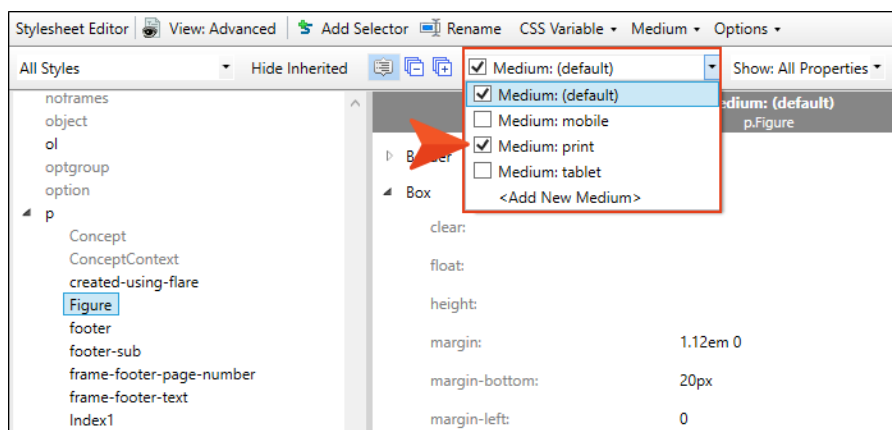 Stylesheet Editor View: Advanced Add Selector Rename CSS Variable Medium Options
All Styles Hide Inherited Medium: (default) Show: All Properties
noframes
object
ol
optgroup
option
p
Concept
ConceptContext
created-using-flare
Figure
footer
footer-sub
frame-footer-page-number
frame-footer-text
Index1
Medium: (default)
Medium: mobile
Medium: print
Medium: tablet
<Add New Medium>
(default)
p.Figure
Box
clear:
float:
height:
margin: 1.12em 0
margin-bottom: 20px
margin-left: 0